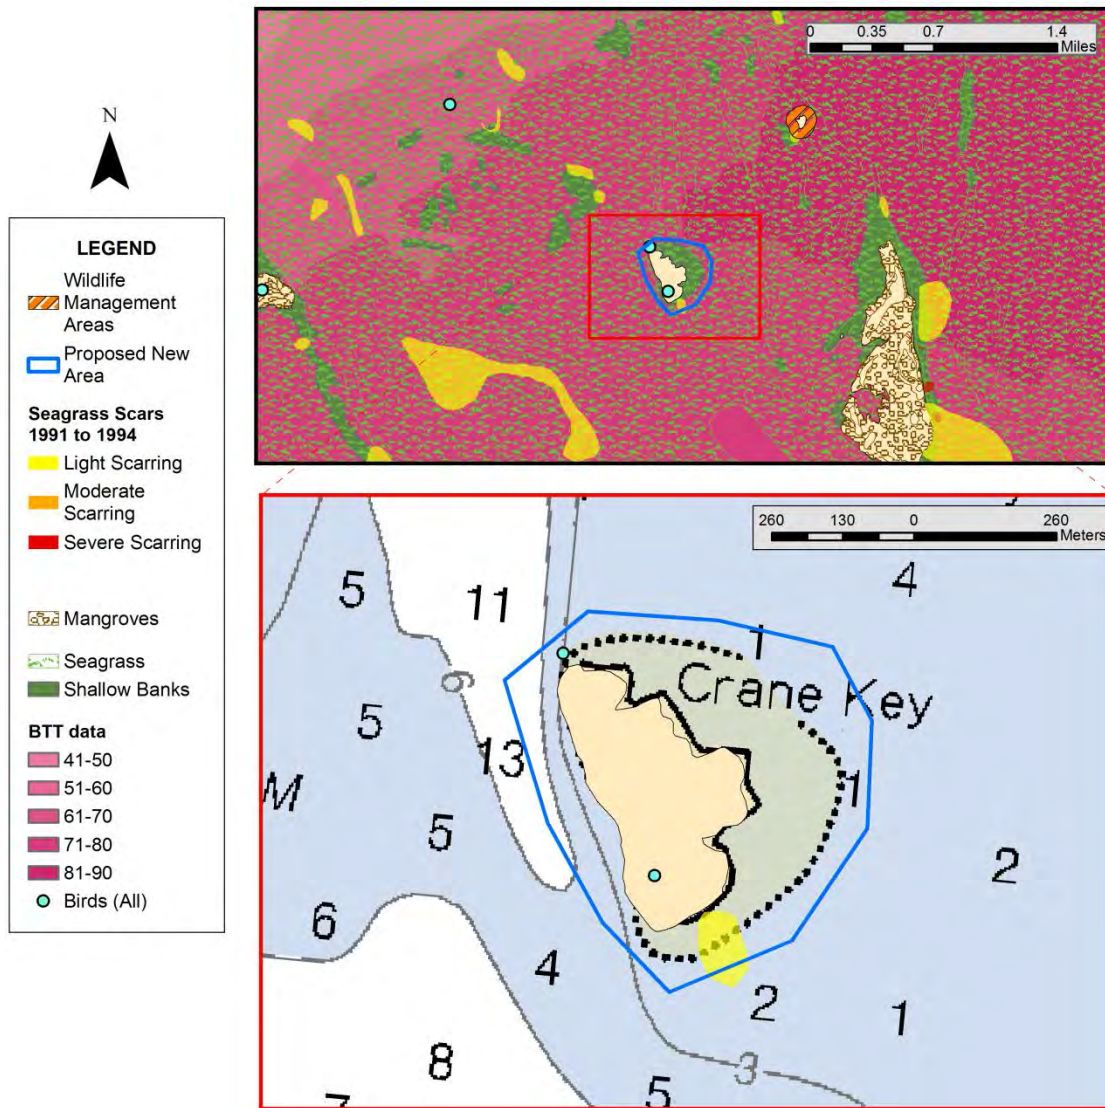 0 0.35 0.7 1.4
Miles
N
LEGEND
Wildlife
Management
Areas
Proposed New
Area
Seagrass Scars
1991 to 1994
Light Scarring
Moderate
Scarring
Severe Scarring
Mangroves
Seagrass
Shallow Banks
BTT data
41-50
51-60
61-70
71-80
81-90
Birds (All)
260 130 0 260
Meters
5
11
4
1
6
Crane Key
5
13
M
5
1
2
6
4
2
1
8
3
5
7